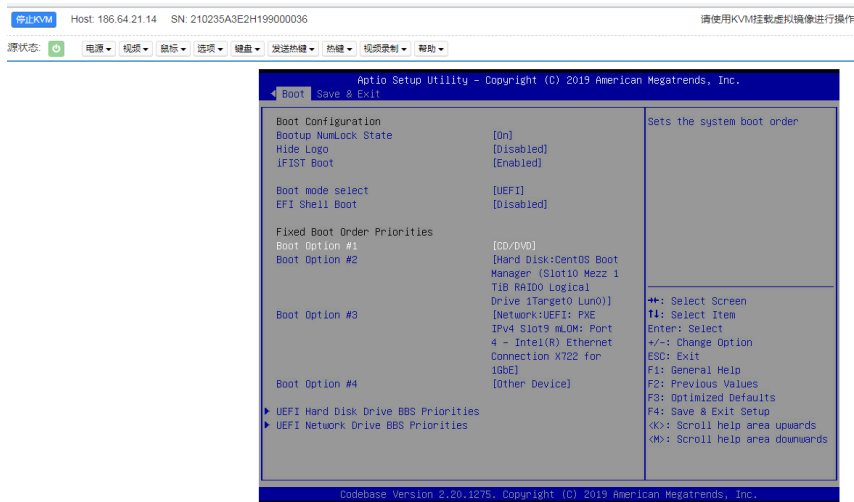 停止KVM Host: 186.64.21.14 SN: 210235A3E2H199000036 请使用KVM挂载虚拟镜像进行操作
源状态: 电源 视频 鼠标 选项 键盘 发送热键 热键 视频录制 帮助
Aptio Setup Utility – Copyright (C) 2019 American Megatrends, Inc.
Boot Save & Exit
Boot Configuration Sets the system boot order
Bootup NumLock State [On]
Hide Logo [Disabled]
iFIST Boot [Enabled]
Boot mode select [UEFI]
EFI Shell Boot [Disabled]
Fixed Boot Order Priorities
Boot Option #1 [CD/DVD]
Boot Option #2 [Hard Disk:CentOS Boot
Manager (Slot10 Mezz 1
TiB RAID0 Logical
Drive 1Target0 Lun0)] →←: Select Screen
Boot Option #3 [Network:UEFI: PXE ↑↓: Select Item
IPv4 Slot9 mLOM: Port Enter: Select
4 – Intel(R) Ethernet +/-: Change Option
Connection X722 for ESC: Exit
1GbE] F1: General Help
Boot Option #4 [Other Device] F2: Previous Values
F3: Optimized Defaults
UEFI Hard Disk Drive BBS Priorities F4: Save & Exit Setup
UEFI Network Drive BBS Priorities <K>: Scroll help area upwards
<M>: Scroll help area downwards
Codebase Version 2.20.1275. Copyright (C) 2019 American Megatrends, Inc.